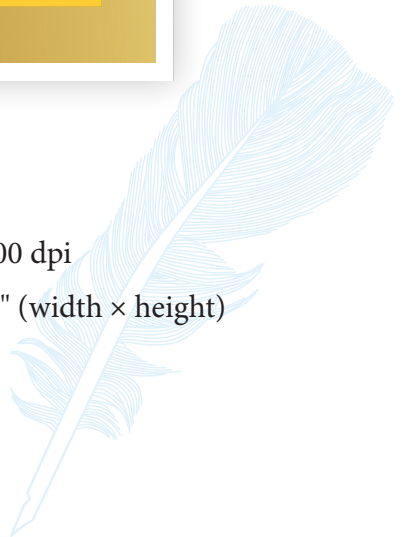 00 dpi
" (width × height)